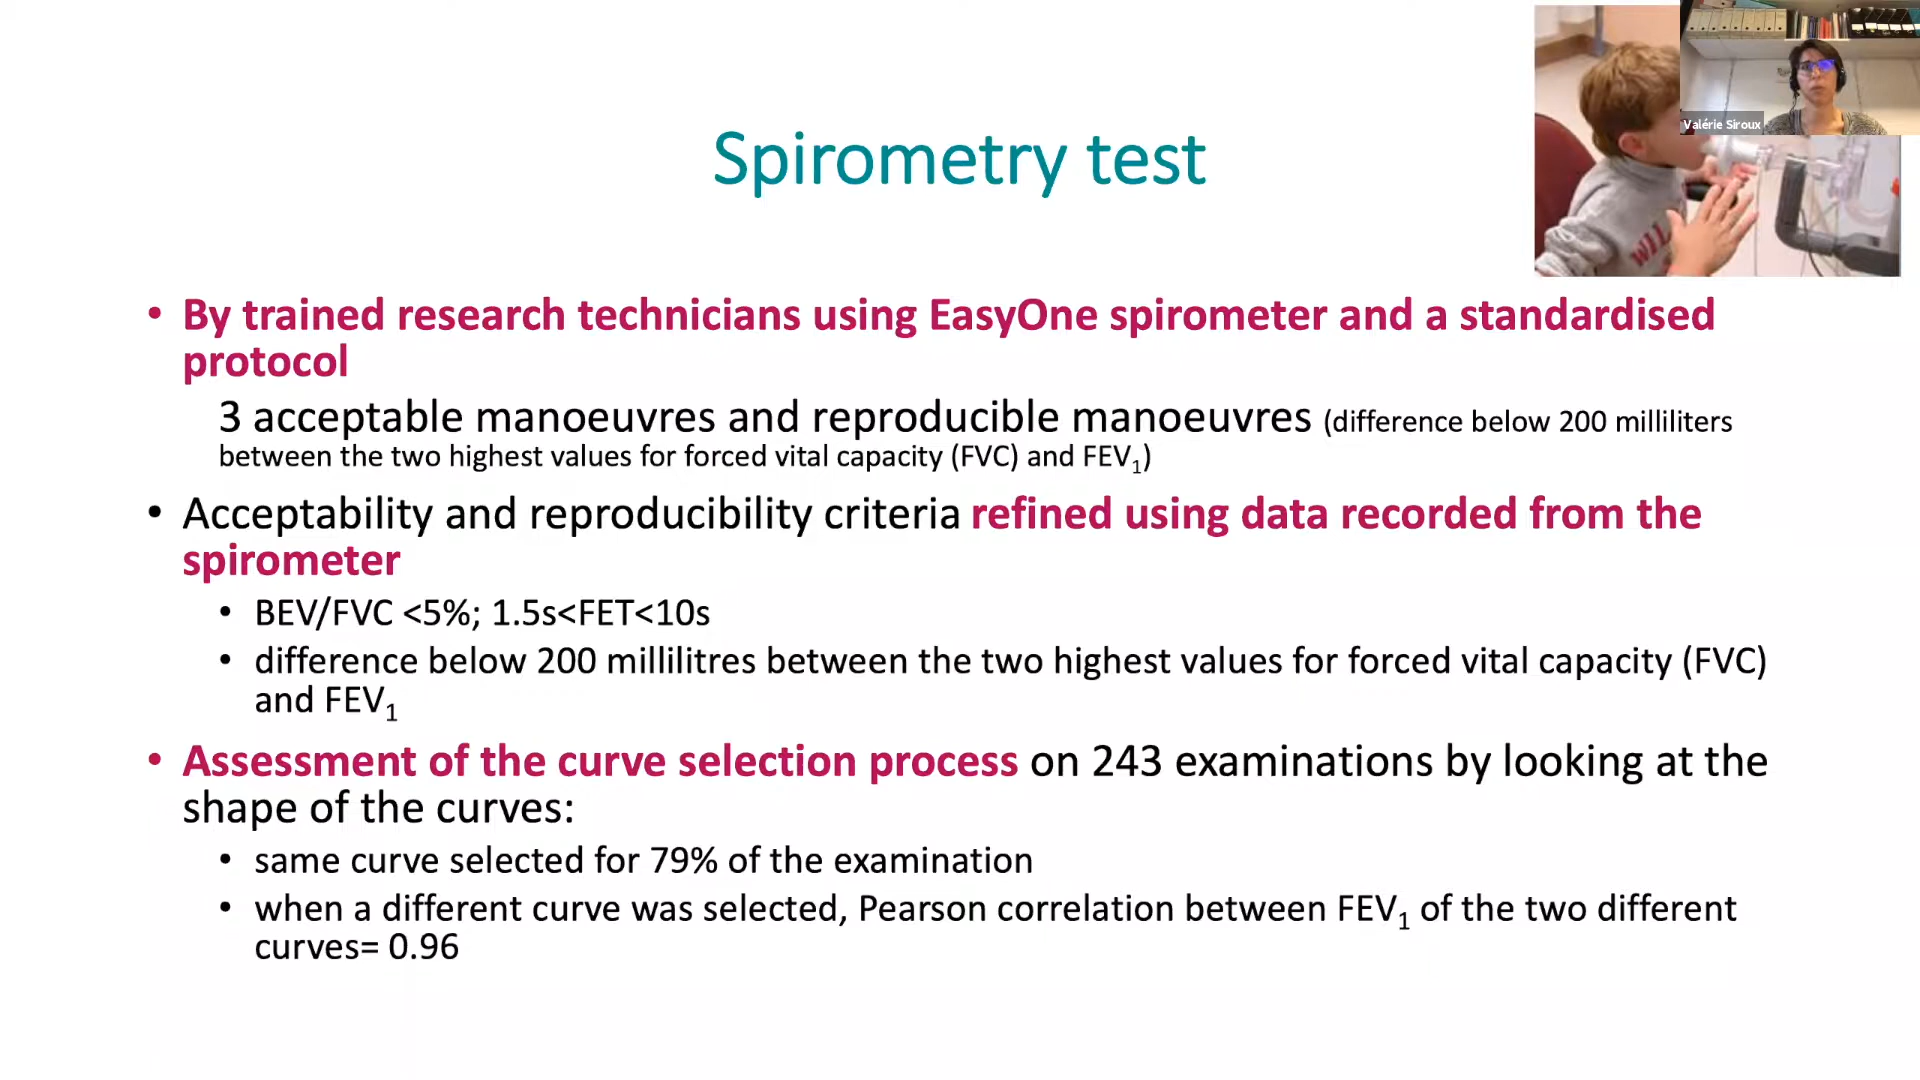 Valérie Siroux
Spirometry test
WIL
• By trained research technicians using EasyOne spirometer and a standardised
protocol
3 acceptable manoeuvres and reproducible manoeuvres (difference below 200 milliliters
between the two highest values for forced vital capacity (FVC) and FEV₁)
• Acceptability and reproducibility criteria refined using data recorded from the
spirometer
• BEV/FVC <5%; 1.5s<FET<10s
• difference below 200 millilitres between the two highest values for forced vital capacity (FVC)
and FEV₁
• Assessment of the curve selection process on 243 examinations by looking at the
shape of the curves:
• same curve selected for 79% of the examination
• when a different curve was selected, Pearson correlation between FEV₁ of the two different
curves= 0.96